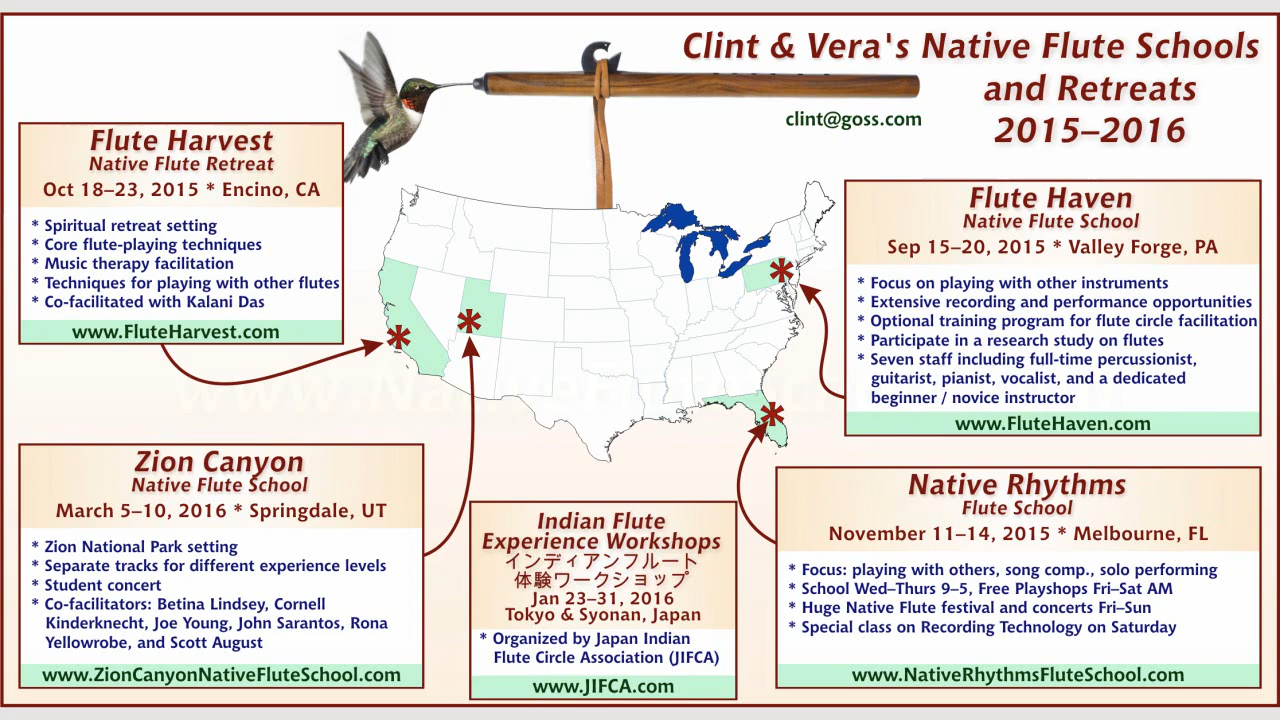 Clint & Vera's Native Flute Schools
and Retreats
2015–2016
clint@goss.com
Flute Harvest
Native Flute Retreat
Oct 18–23, 2015 * Encino, CA
* Spiritual retreat setting
* Core flute-playing techniques
* Music therapy facilitation
* Techniques for playing with other flutes
* Co-facilitated with Kalani Das
www.FluteHarvest.com
Flute Haven
Native Flute School
Sep 15–20, 2015 * Valley Forge, PA
* Focus on playing with other instruments
* Extensive recording and performance opportunities
* Optional training program for flute circle facilitation
* Participate in a research study on flutes
* Seven staff including full-time percussionist,
guitarist, pianist, vocalist, and a dedicated
beginner / novice instructor
www.FluteHaven.com
Zion Canyon
Native Flute School
March 5–10, 2016 * Springdale, UT
* Zion National Park setting
* Separate tracks for different experience levels
* Student concert
* Co-facilitators: Betina Lindsey, Cornell
Kinderknecht, Joe Young, John Sarantos, Rona
Yellowrobe, and Scott August
www.ZionCanyonNativeFluteSchool.com
Indian Flute
Experience Workshops
インディアンフルート
体験ワークショップ
Jan 23–31, 2016
Tokyo & Syonan, Japan
* Organized by Japan Indian
Flute Circle Association (JIFCA)
www.JIFCA.com
Native Rhythms
Flute School
November 11–14, 2015 * Melbourne, FL
* Focus: playing with others, song comp., solo performing
* School Wed–Thurs 9–5, Free Playshops Fri–Sat AM
* Huge Native Flute festival and concerts Fri–Sun
* Special class on Recording Technology on Saturday
www.NativeRhythmsFluteSchool.com